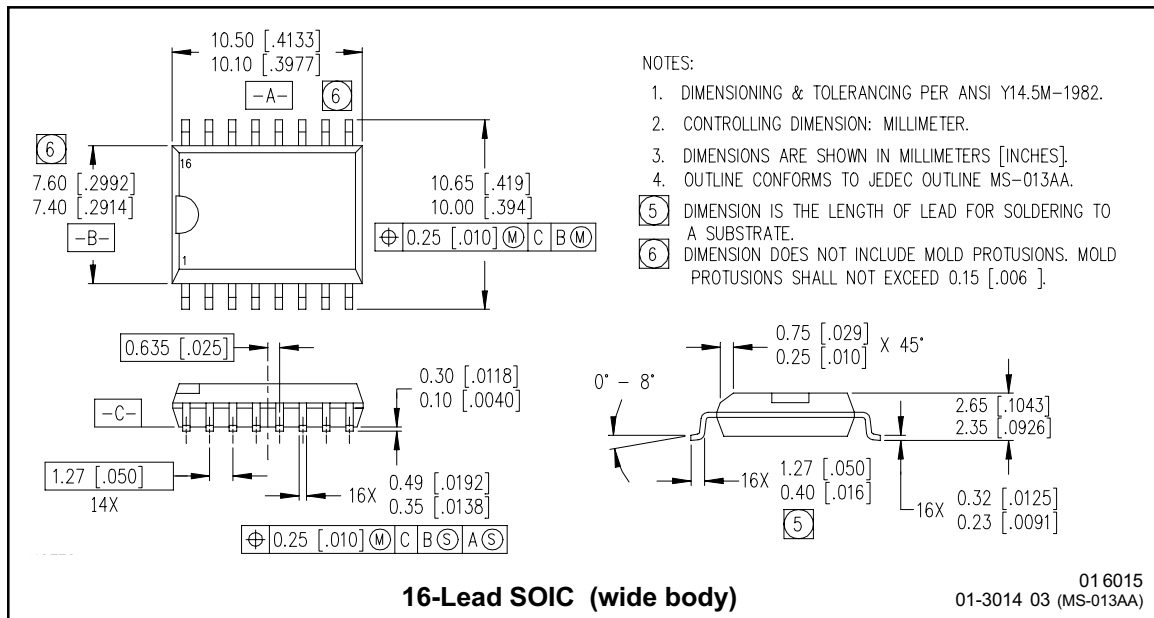 10.50 [.4133]
10.10 [.3977]
-A-
6
6
7.60 [.2992]
7.40 [.2914]
-B-
16
1
10.65 [.419]
10.00 [.394]
⌖ 0.25 [.010] Ⓜ C B Ⓜ
NOTES:
1. DIMENSIONING & TOLERANCING PER ANSI Y14.5M-1982.
2. CONTROLLING DIMENSION: MILLIMETER.
3. DIMENSIONS ARE SHOWN IN MILLIMETERS [INCHES].
4. OUTLINE CONFORMS TO JEDEC OUTLINE MS-013AA.
5 DIMENSION IS THE LENGTH OF LEAD FOR SOLDERING TO
A SUBSTRATE.
6 DIMENSION DOES NOT INCLUDE MOLD PROTUSIONS. MOLD
PROTUSIONS SHALL NOT EXCEED 0.15 [.006 ].
0.635 [.025]
-C-
0.30 [.0118]
0.10 [.0040]
1.27 [.050]
14X
16X
0.49 [.0192]
0.35 [.0138]
⌖ 0.25 [.010] Ⓜ C B Ⓢ A Ⓢ
0.75 [.029]
0.25 [.010]
X 45°
0° - 8°
2.65 [.1043]
2.35 [.0926]
16X
1.27 [.050]
0.40 [.016]
5
16X
0.32 [.0125]
0.23 [.0091]
16-Lead SOIC (wide body)
01 6015
01-3014 03 (MS-013AA)